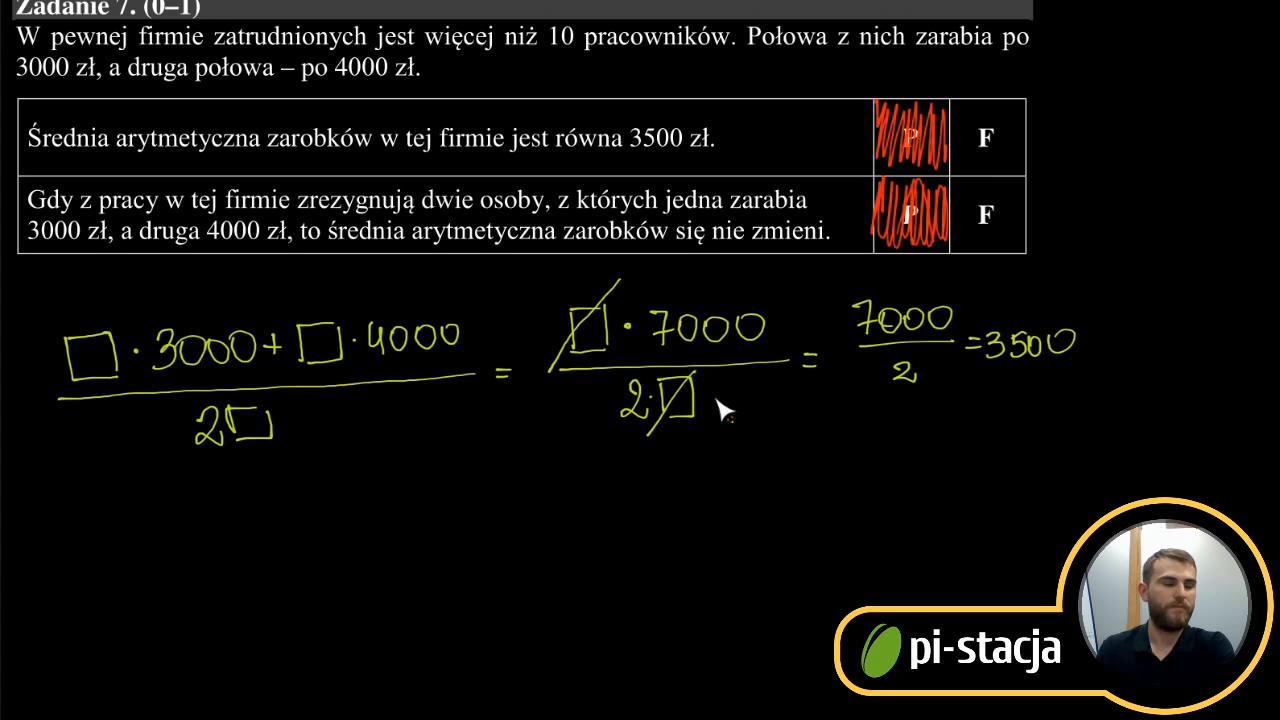 Zadanie 7. (0–1)
W pewnej firmie zatrudnionych jest więcej niż 10 pracowników. Połowa z nich zarabia po
3000 zł, a druga połowa – po 4000 zł.
Średnia arytmetyczna zarobków w tej firmie jest równa 3500 zł. P F
Gdy z pracy w tej firmie zrezygnują dwie osoby, z których jedna zarabia
3000 zł, a druga 4000 zł, to średnia arytmetyczna zarobków się nie zmieni. P F
□ · 3000 + □ · 4000
2□
=
□ · 7000
2·□
=
7000
2
=3500
pi-stacja